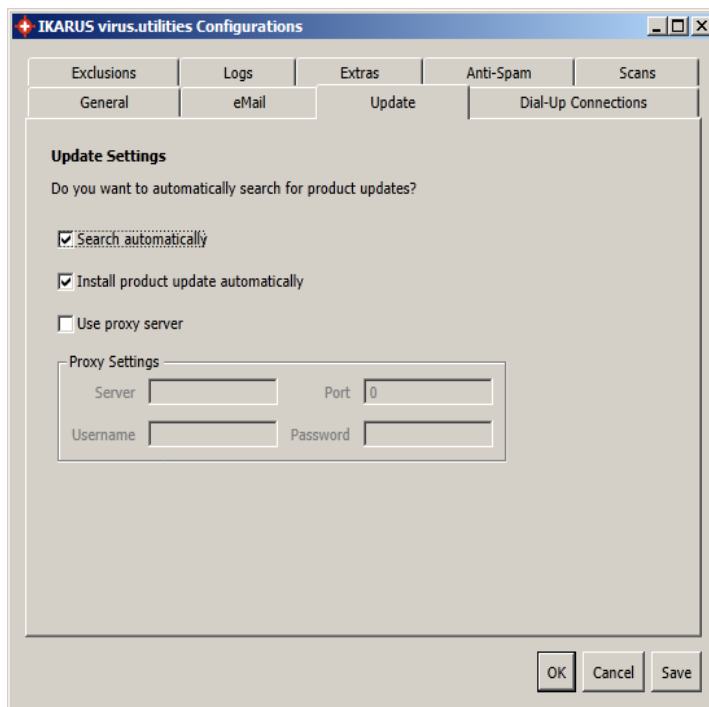 IKARUS virus.utilities Configurations
Exclusions Logs Extras Anti-Spam Scans
General eMail Update Dial-Up Connections
Update Settings
Do you want to automatically search for product updates?
Search automatically
Install product update automatically
Use proxy server
Proxy Settings
Server Port 0
Username Password
OK Cancel Save